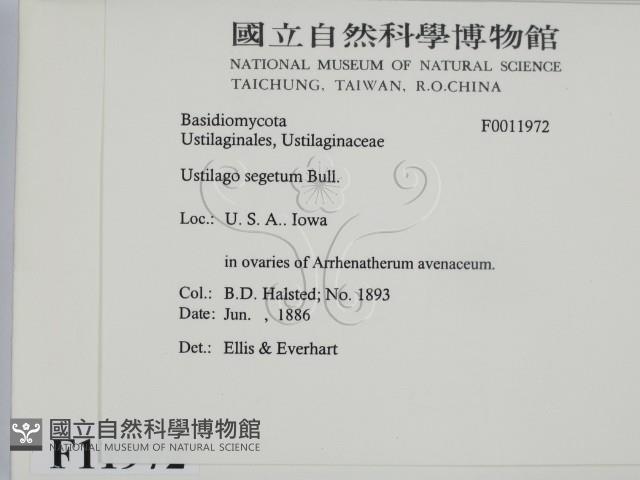 國立自然科學博物館
NATIONAL MUSEUM OF NATURAL SCIENCE
TAICHUNG, TAIWAN, R.O.CHINA
Basidiomycota F0011972
Ustilaginales, Ustilaginaceae
Ustilago segetum Bull.
Loc.: U. S. A.. Iowa
in ovaries of Arrhenatherum avenaceum.
Col.: B.D. Halsted; No. 1893
Date: Jun. , 1886
Det.: Ellis & Everhart
國立自然科學博物館
NATIONAL MUSEUM OF NATURAL SCIENCE
F11972